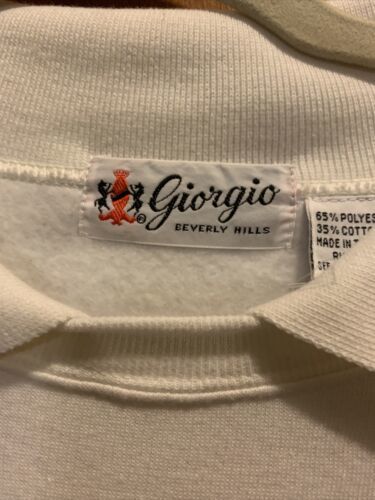 Giorgio
®
BEVERLY HILLS
65% POLYES
35% COTTO
MADE IN T